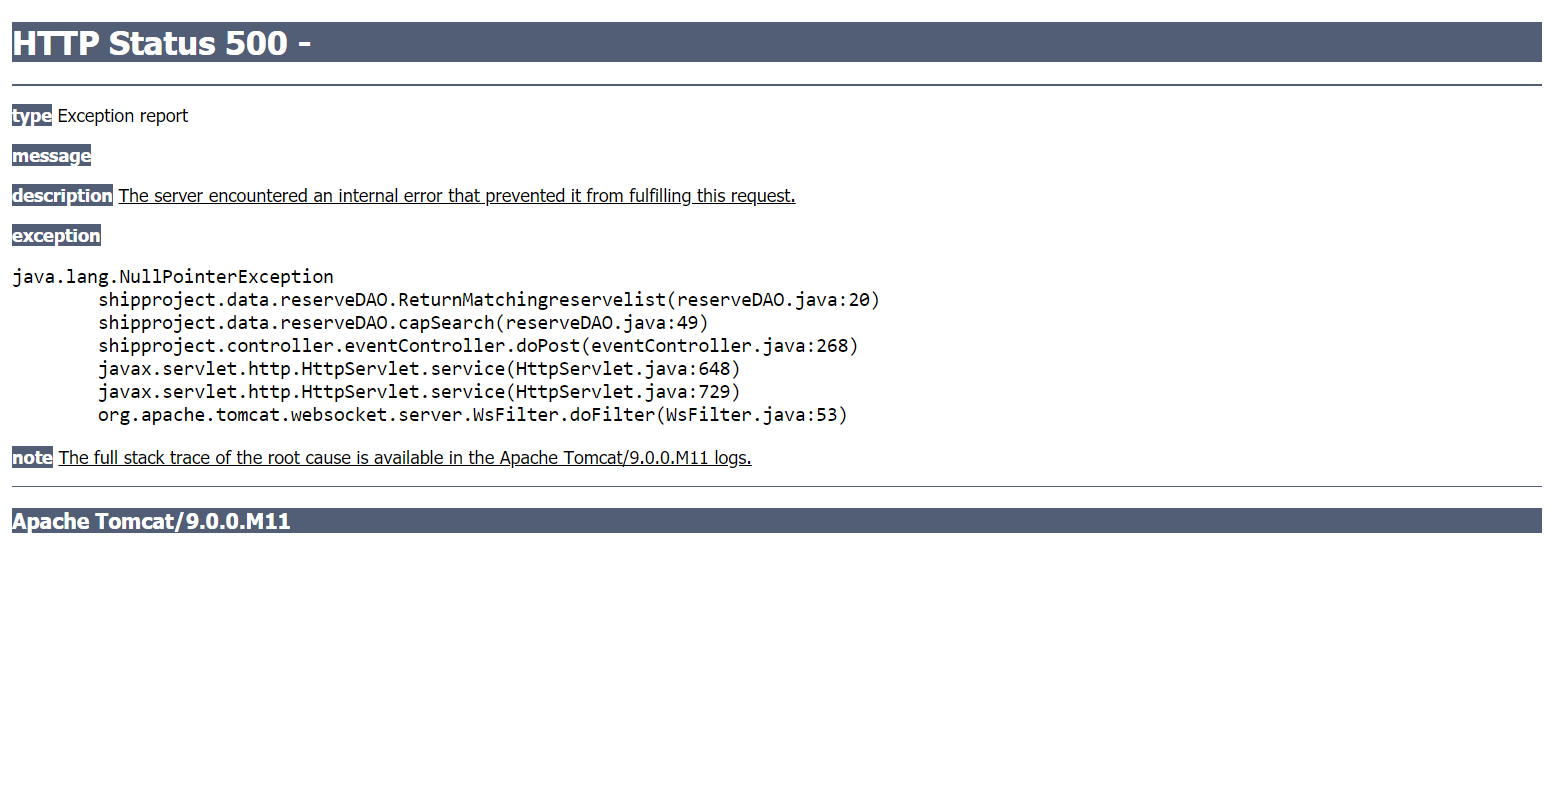 HTTP Status 500 -
type Exception report
message
description The server encountered an internal error that prevented it from fulfilling this request.
exception
java.lang.NullPointerException
shipproject.data.reserveDAO.ReturnMatchingreservelist(reserveDAO.java:20)
shipproject.data.reserveDAO.capSearch(reserveDAO.java:49)
shipproject.controller.eventController.doPost(eventController.java:268)
javax.servlet.http.HttpServlet.service(HttpServlet.java:648)
javax.servlet.http.HttpServlet.service(HttpServlet.java:729)
org.apache.tomcat.websocket.server.WsFilter.doFilter(WsFilter.java:53)
note The full stack trace of the root cause is available in the Apache Tomcat/9.0.0.M11 logs.
Apache Tomcat/9.0.0.M11